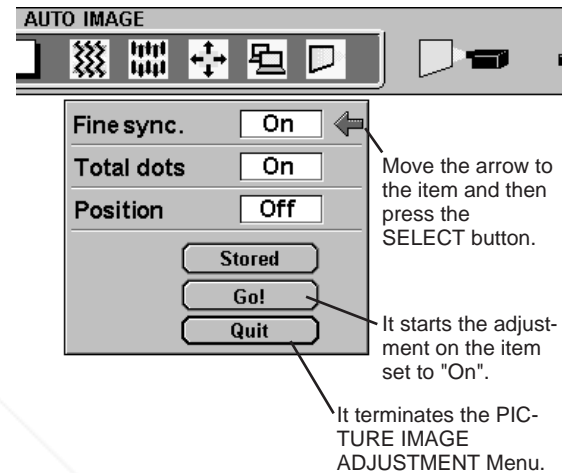 AUTO IMAGE
Fine sync. On
Total dots On
Position Off
Stored
Go!
Quit
Move the arrow to
the item and then
press the
SELECT button.
It starts the adjust-
ment on the item
set to "On".
It terminates the PIC-
TURE IMAGE
ADJUSTMENT Menu.